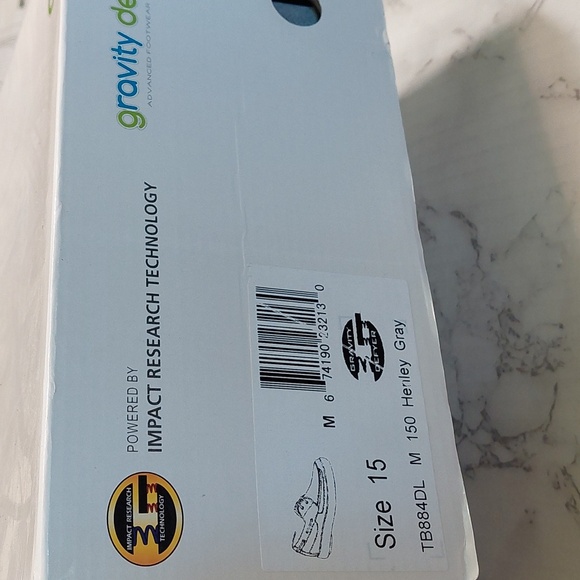 gravity de
ADVANCED FOOTWEAR
POWERED BY
IMPACT RESEARCH TECHNOLOGY
IMPACT RESEARCH
TECHNOLOGY
M 6 74190 23213 0
GRAVITY
DEFYER
Size 15
TB884DL M 150 Henley Gray